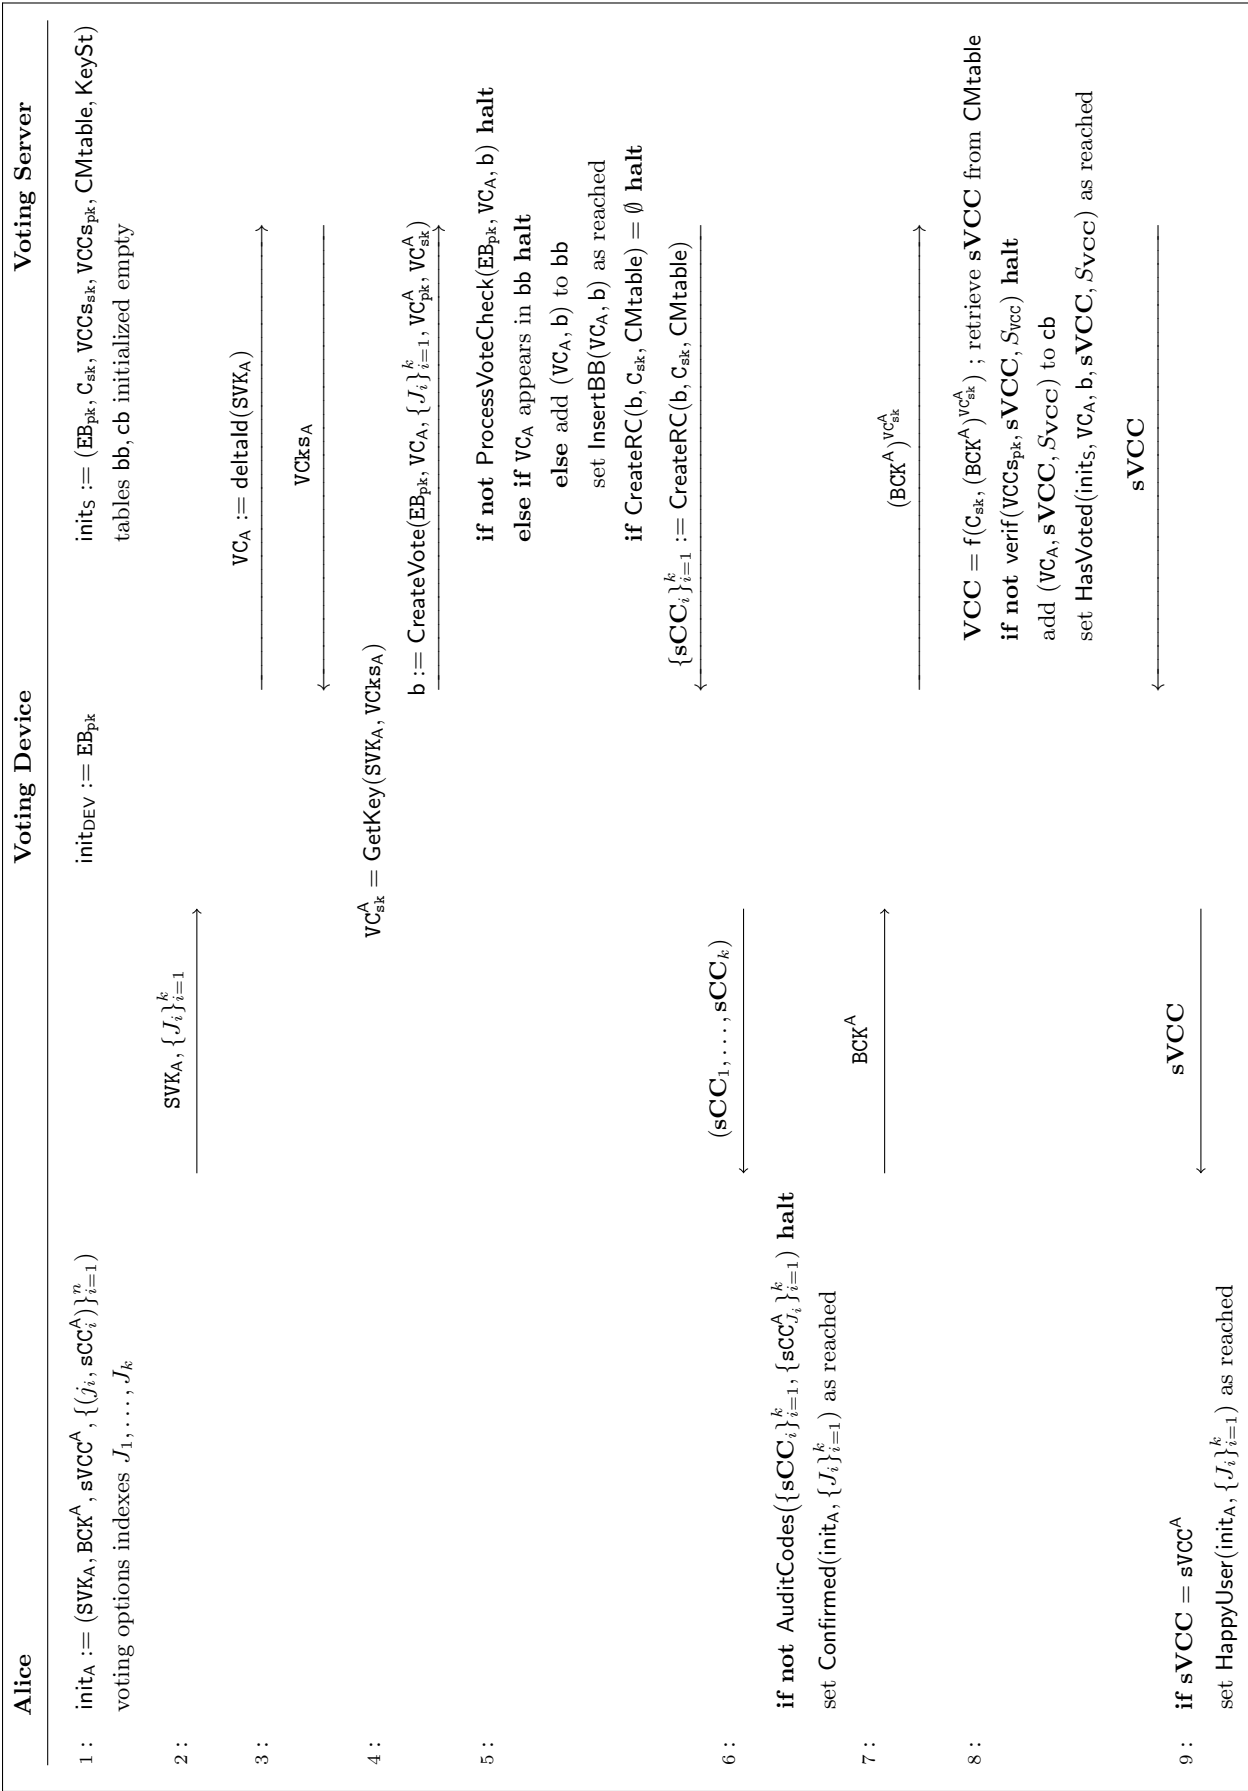 Alice Voting Device Voting Server
1 : init_A := (SVK_A, BCK^A, sVCC^A, {(j_i, sCC_i^A)}_{i=1}^n) init_DEV := EB_pk init_S := (EB_pk, C_sk, VCCs_sk, VCCs_pk, CMtable, KeySt)
voting options indexes J_1, . . . , J_k tables bb, cb initialized empty
2 : SVK_A, {J_i}_{i=1}^k
3 : VC_A := deltaId(SVK_A)
VCks_A
4 : VC_sk^A = GetKey(SVK_A, VCks_A)
b := CreateVote(EB_pk, VC_A, {J_i}_{i=1}^k, VC_pk^A, VC_sk^A)
5 : if not ProcessVoteCheck(EB_pk, VC_A, b) halt
else if VC_A appears in bb halt
else add (VC_A, b) to bb
set InsertBB(VC_A, b) as reached
if CreateRC(b, C_sk, CMtable) = ∅ halt
{sCC_i}_{i=1}^k := CreateRC(b, C_sk, CMtable)
6 : (sCC_1, . . . , sCC_k)
if not AuditCodes({sCC_i}_{i=1}^k, {sCC_{J_i}^A}_{i=1}^k) halt
set Confirmed(init_A, {J_i}_{i=1}^k) as reached
7 : BCK^A
(BCK^A)^{VC_sk^A}
8 : VCC = f(C_sk, (BCK^A)^{VC_sk^A}) ; retrieve sVCC from CMtable
if not verif(VCCs_pk, sVCC, S_VCC) halt
add (VC_A, sVCC, S_VCC) to cb
set HasVoted(init_S, VC_A, b, sVCC, S_VCC) as reached
sVCC
9 : sVCC
if sVCC = sVCC^A
set HappyUser(init_A, {J_i}_{i=1}^k) as reached